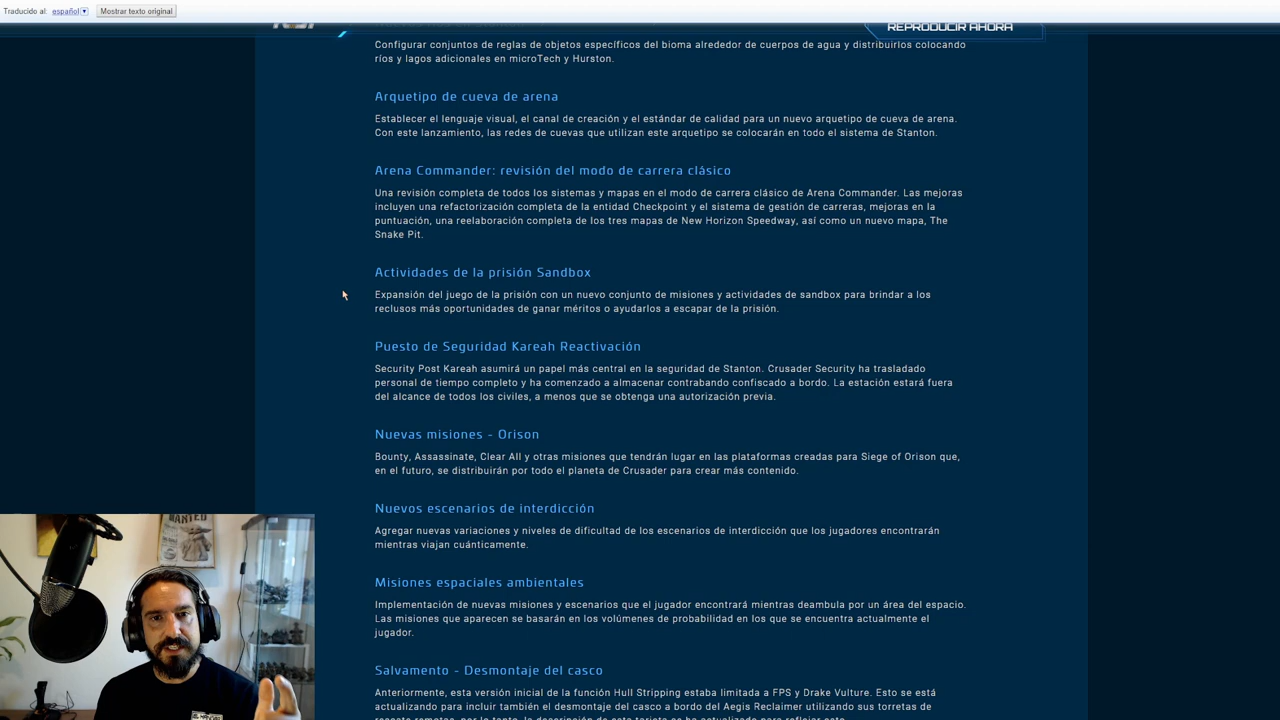 Traducido al: español Mostrar texto original
REPRODUCIR AHORA
Configurar conjuntos de reglas de objetos específicos del bioma alrededor de cuerpos de agua y distribuirlos colocando
ríos y lagos adicionales en microTech y Hurston.
Arquetipo de cueva de arena
Establecer el lenguaje visual, el canal de creación y el estándar de calidad para un nuevo arquetipo de cueva de arena.
Con este lanzamiento, las redes de cuevas que utilizan este arquetipo se colocarán en todo el sistema de Stanton.
Arena Commander: revisión del modo de carrera clásico
Una revisión completa de todos los sistemas y mapas en el modo de carrera clásico de Arena Commander. Las mejoras
incluyen una refactorización completa de la entidad Checkpoint y el sistema de gestión de carreras, mejoras en la
puntuación, una reelaboración completa de los tres mapas de New Horizon Speedway, así como un nuevo mapa, The
Snake Pit.
Actividades de la prisión Sandbox
Expansión del juego de la prisión con un nuevo conjunto de misiones y actividades de sandbox para brindar a los
reclusos más oportunidades de ganar méritos o ayudarlos a escapar de la prisión.
Puesto de Seguridad Kareah Reactivación
Security Post Kareah asumirá un papel más central en la seguridad de Stanton. Crusader Security ha trasladado
personal de tiempo completo y ha comenzado a almacenar contrabando confiscado a bordo. La estación estará fuera
del alcance de todos los civiles, a menos que se obtenga una autorización previa.
Nuevas misiones - Orison
Bounty, Assassinate, Clear All y otras misiones que tendrán lugar en las plataformas creadas para Siege of Orison que,
en el futuro, se distribuirán por todo el planeta de Crusader para crear más contenido.
Nuevos escenarios de interdicción
Agregar nuevas variaciones y niveles de dificultad de los escenarios de interdicción que los jugadores encontrarán
mientras viajan cuánticamente.
Misiones espaciales ambientales
Implementación de nuevas misiones y escenarios que el jugador encontrará mientras deambula por un área del espacio.
Las misiones que aparecen se basarán en los volúmenes de probabilidad en los que se encuentra actualmente el
jugador.
Salvamento - Desmontaje del casco
Anteriormente, esta versión inicial de la función Hull Stripping estaba limitada a FPS y Drake Vulture. Esto se está
actualizando para incluir también el desmontaje del casco a bordo del Aegis Reclaimer utilizando sus torretas de
WANTED